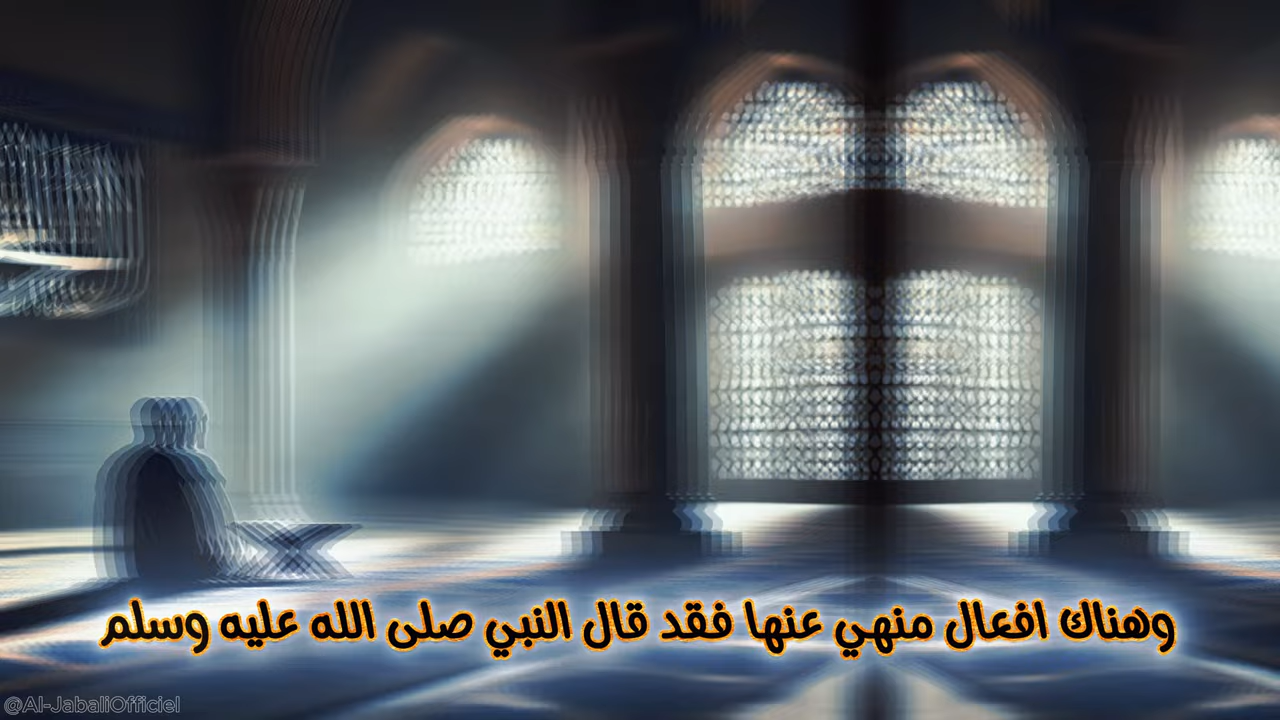 وهناك افعال منهي عنها فقد قال النبي صلى الله عليه وسلم
@Al-JabaliOfficiel